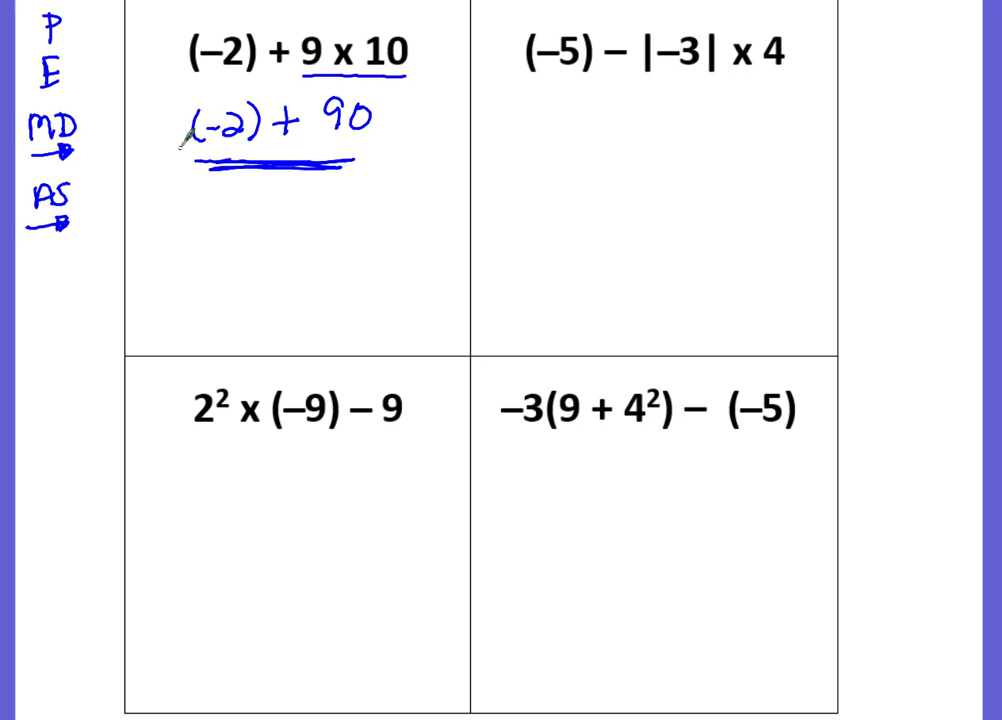 P
E
MD
AS
(–2) + 9 x 10
(-2) + 90
(–5) – |–3| x 4
2² x (–9) – 9
–3(9 + 4²) – (–5)